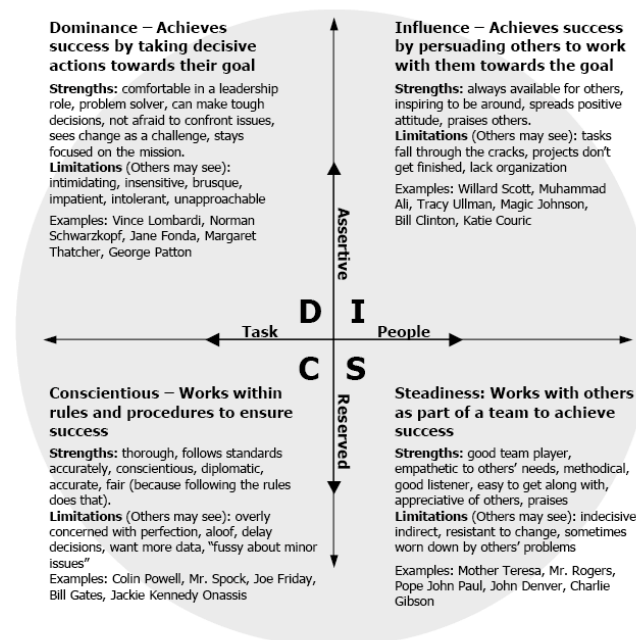 Dominance – Achieves
success by taking decisive
actions towards their goal
Strengths: comfortable in a leadership
role, problem solver, can make tough
decisions, not afraid to confront issues,
sees change as a challenge, stays
focused on the mission.
Limitations (Others may see):
intimidating, insensitive, brusque,
impatient, intolerant, unapproachable
Examples: Vince Lombardi, Norman
Schwarzkopf, Jane Fonda, Margaret
Thatcher, George Patton
Influence – Achieves success
by persuading others to work
with them towards the goal
Strengths: always available for others,
inspiring to be around, spreads positive
attitude, praises others.
Limitations (Others may see): tasks
fall through the cracks, projects don't
get finished, lack organization
Examples: Willard Scott, Muhammad
Ali, Tracy Ullman, Magic Johnson,
Bill Clinton, Katie Couric
Assertive
D I
Task People
C S
Reserved
Conscientious – Works within
rules and procedures to ensure
success
Strengths: thorough, follows standards
accurately, conscientious, diplomatic,
accurate, fair (because following the rules
does that).
Limitations (Others may see): overly
concerned with perfection, aloof, delay
decisions, want more data, "fussy about minor
issues"
Examples: Colin Powell, Mr. Spock, Joe Friday,
Bill Gates, Jackie Kennedy Onassis
Steadiness: Works with others
as part of a team to achieve
success
Strengths: good team player,
empathetic to others' needs, methodical,
good listener, easy to get along with,
appreciative of others, praises
Limitations (Others may see): indecisive
indirect, resistant to change, sometimes
worn down by others' problems
Examples: Mother Teresa, Mr. Rogers,
Pope John Paul, John Denver, Charlie
Gibson